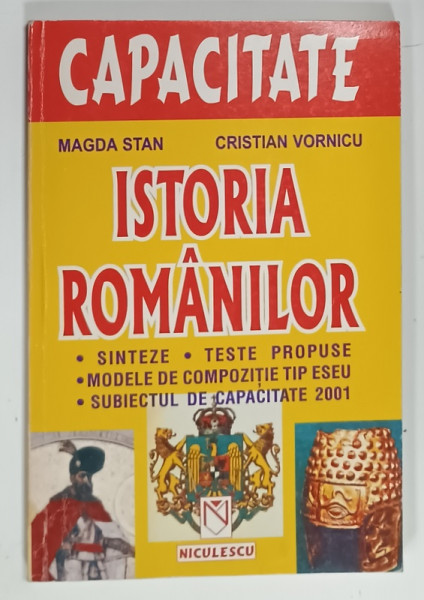 CAPACITATE
MAGDA STAN CRISTIAN VORNICU
ISTORIA
ROMÂNILOR
• SINTEZE • TESTE PROPUSE
• MODELE DE COMPOZIȚIE TIP ESEU
• SUBIECTUL DE CAPACITATE 2001
N
NICULESCU